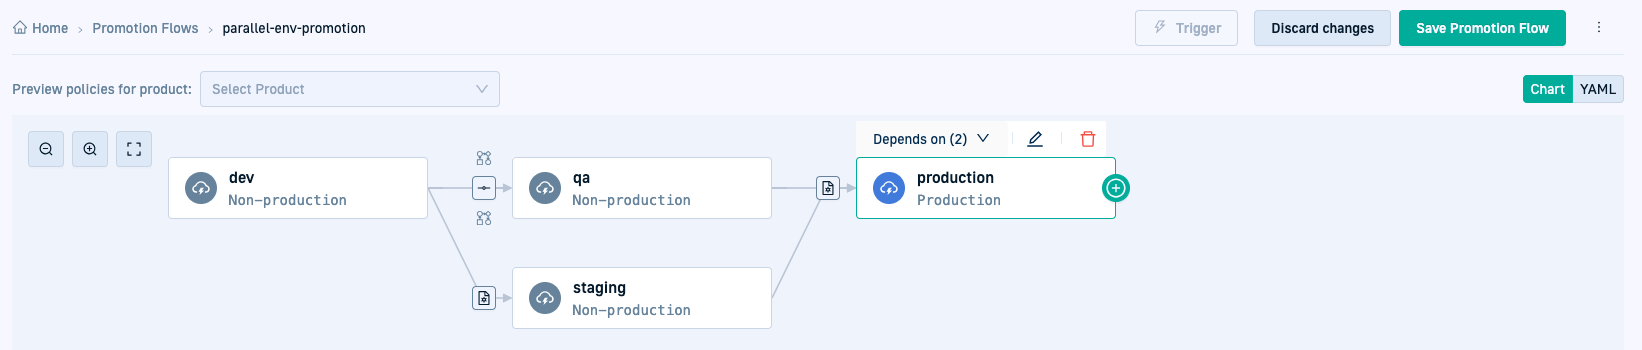 Home › Promotion Flows › parallel-env-promotion
Trigger
Discard changes
Save Promotion Flow
Preview policies for product:
Select Product
Chart
YAML
Depends on (2)
dev
Non-production
qa
Non-production
production
Production
staging
Non-production